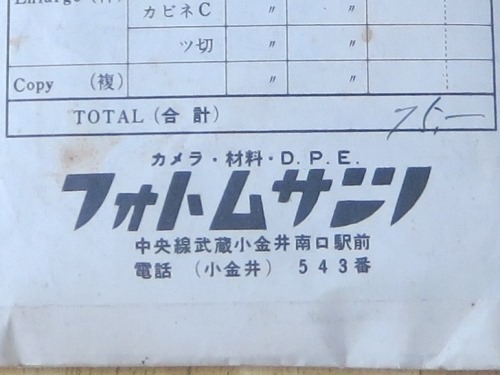 カビネC 〃 〃
ツ切 〃 〃
Copy (複) 〃 〃
TOTAL (合計) 75.—
カメラ・材料・D.P.E.
フォトムサシノ
中央線武蔵小金井南口駅前
電話 (小金井) 543番